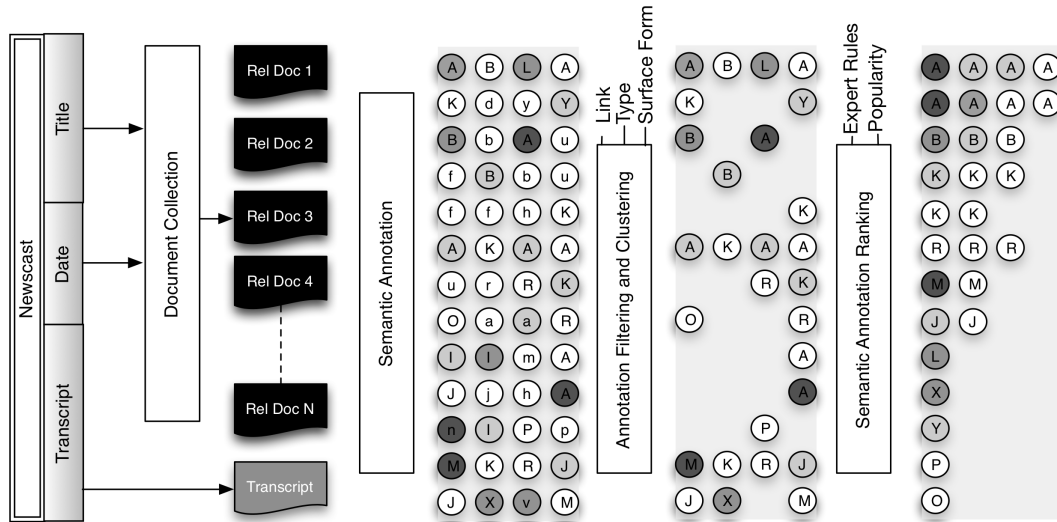 Newscast
Title
Date
Transcript
Document Collection
Rel Doc 1
Rel Doc 2
Rel Doc 3
Rel Doc 4
Rel Doc N
Transcript
Semantic Annotation
A B L A
K d y Y
B b A u
f B b u
f f h K
A K A A
u r R K
O a a R
l l m A
J j h A
n l P p
M K R J
J X v M
Link
Type
Surface Form
Annotation Filtering and Clustering
A B L A
K Y
B A
B
K
A K A A
R K
O R
A
A
P
M K R J
J X M
Expert Rules
Popularity
Semantic Annotation Ranking
A A A A
A A A A
B B B
K K K
K K
R R R
M M
J J
L
X
Y
P
O